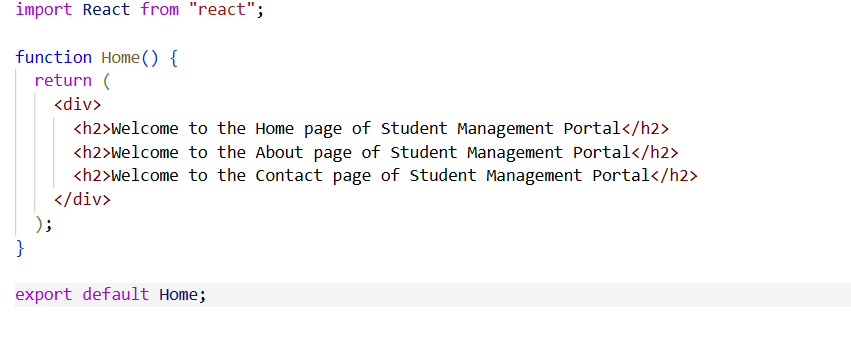 import React from "react";
function Home() {
return (
<div>
<h2>Welcome to the Home page of Student Management Portal</h2>
<h2>Welcome to the About page of Student Management Portal</h2>
<h2>Welcome to the Contact page of Student Management Portal</h2>
</div>
);
}
export default Home;